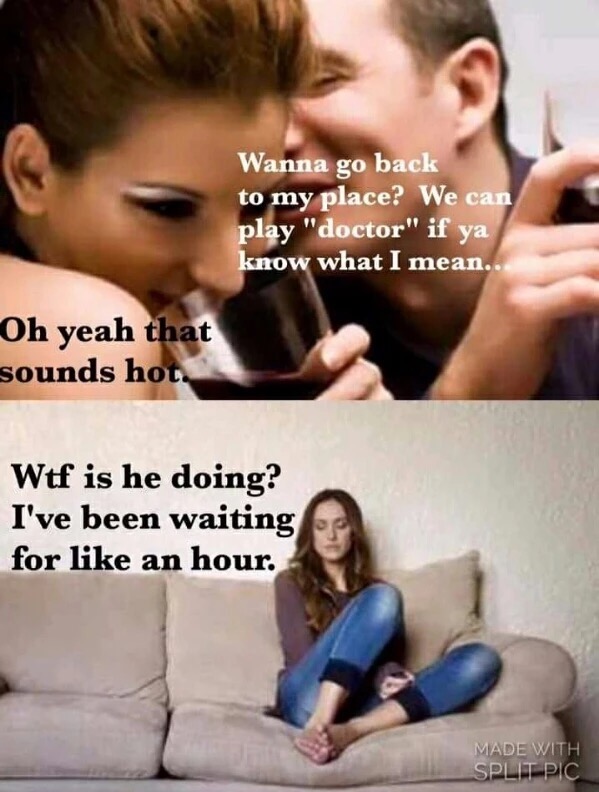 Wanna go back
to my place? We can
play "doctor" if ya
know what I mean...
Oh yeah that
sounds hot.
Wtf is he doing?
I've been waiting
for like an hour.
MADE WITH
SPLIT PIC